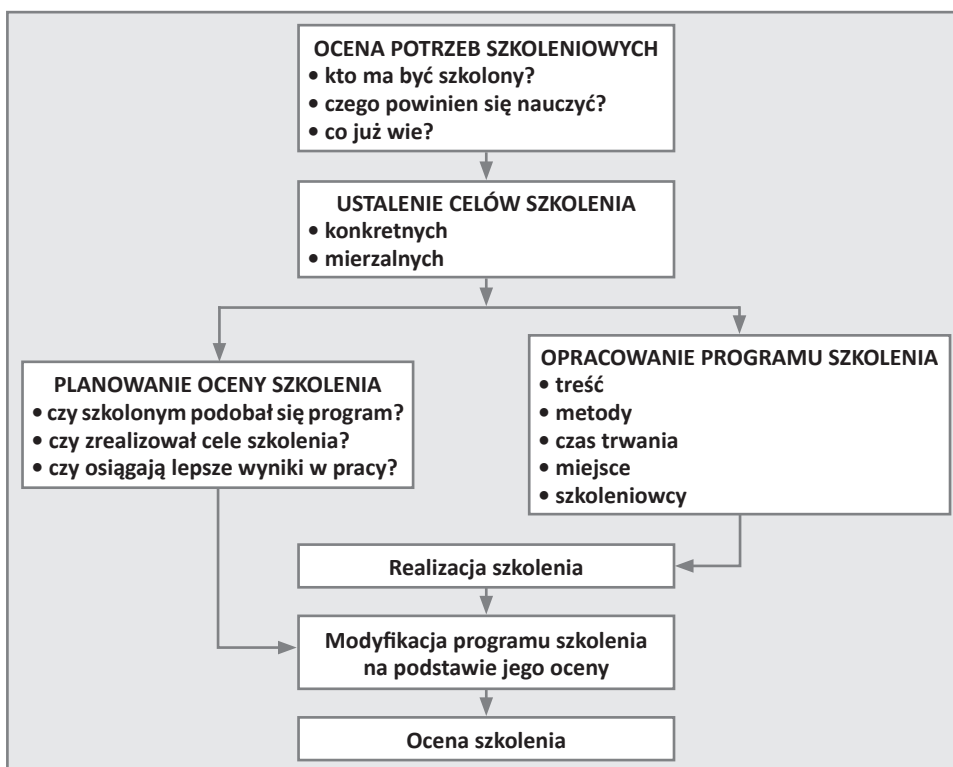 OCENA POTRZEB SZKOLENIOWYCH
• kto ma być szkolony?
• czego powinien się nauczyć?
• co już wie?
USTALENIE CELÓW SZKOLENIA
• konkretnych
• mierzalnych
PLANOWANIE OCENY SZKOLENIA
• czy szkolonym podobał się program?
• czy zrealizował cele szkolenia?
• czy osiągają lepsze wyniki w pracy?
OPRACOWANIE PROGRAMU SZKOLENIA
• treść
• metody
• czas trwania
• miejsce
• szkoleniowcy
Realizacja szkolenia
Modyfikacja programu szkolenia
na podstawie jego oceny
Ocena szkolenia